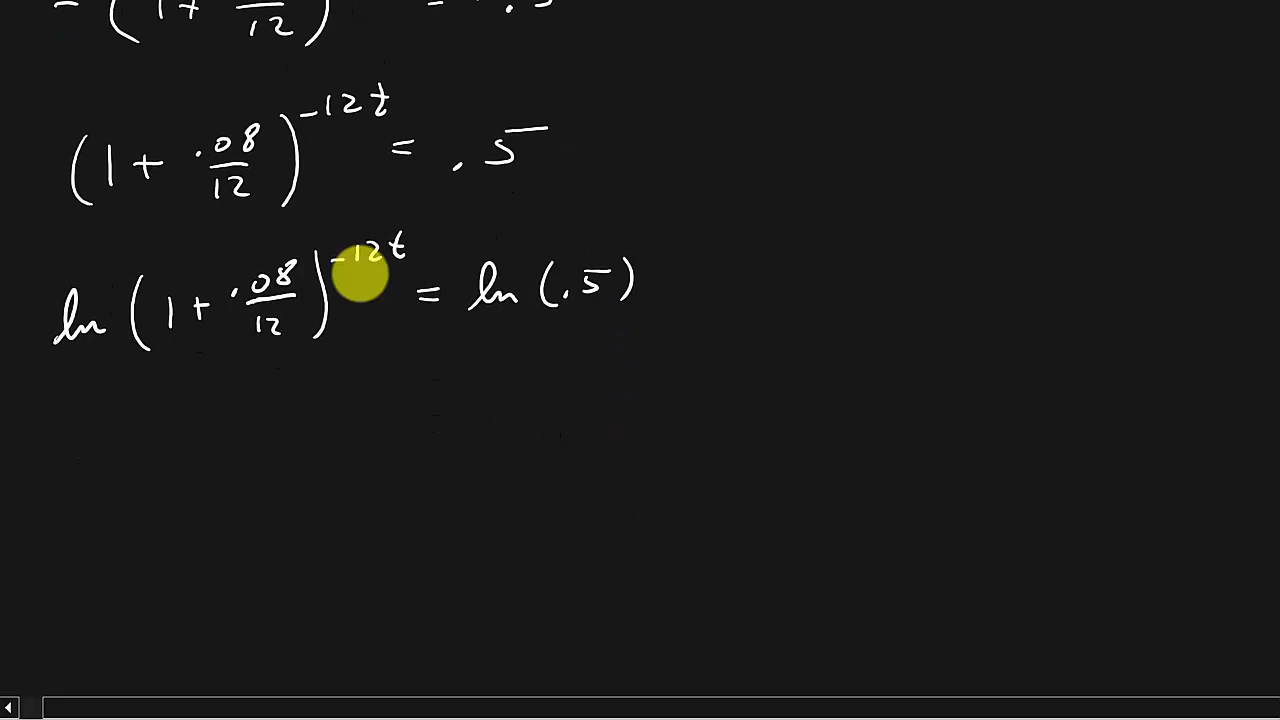 (1 + .08/12)^-12t = .5
ln (1 + .08/12)^-12t = ln (.5)